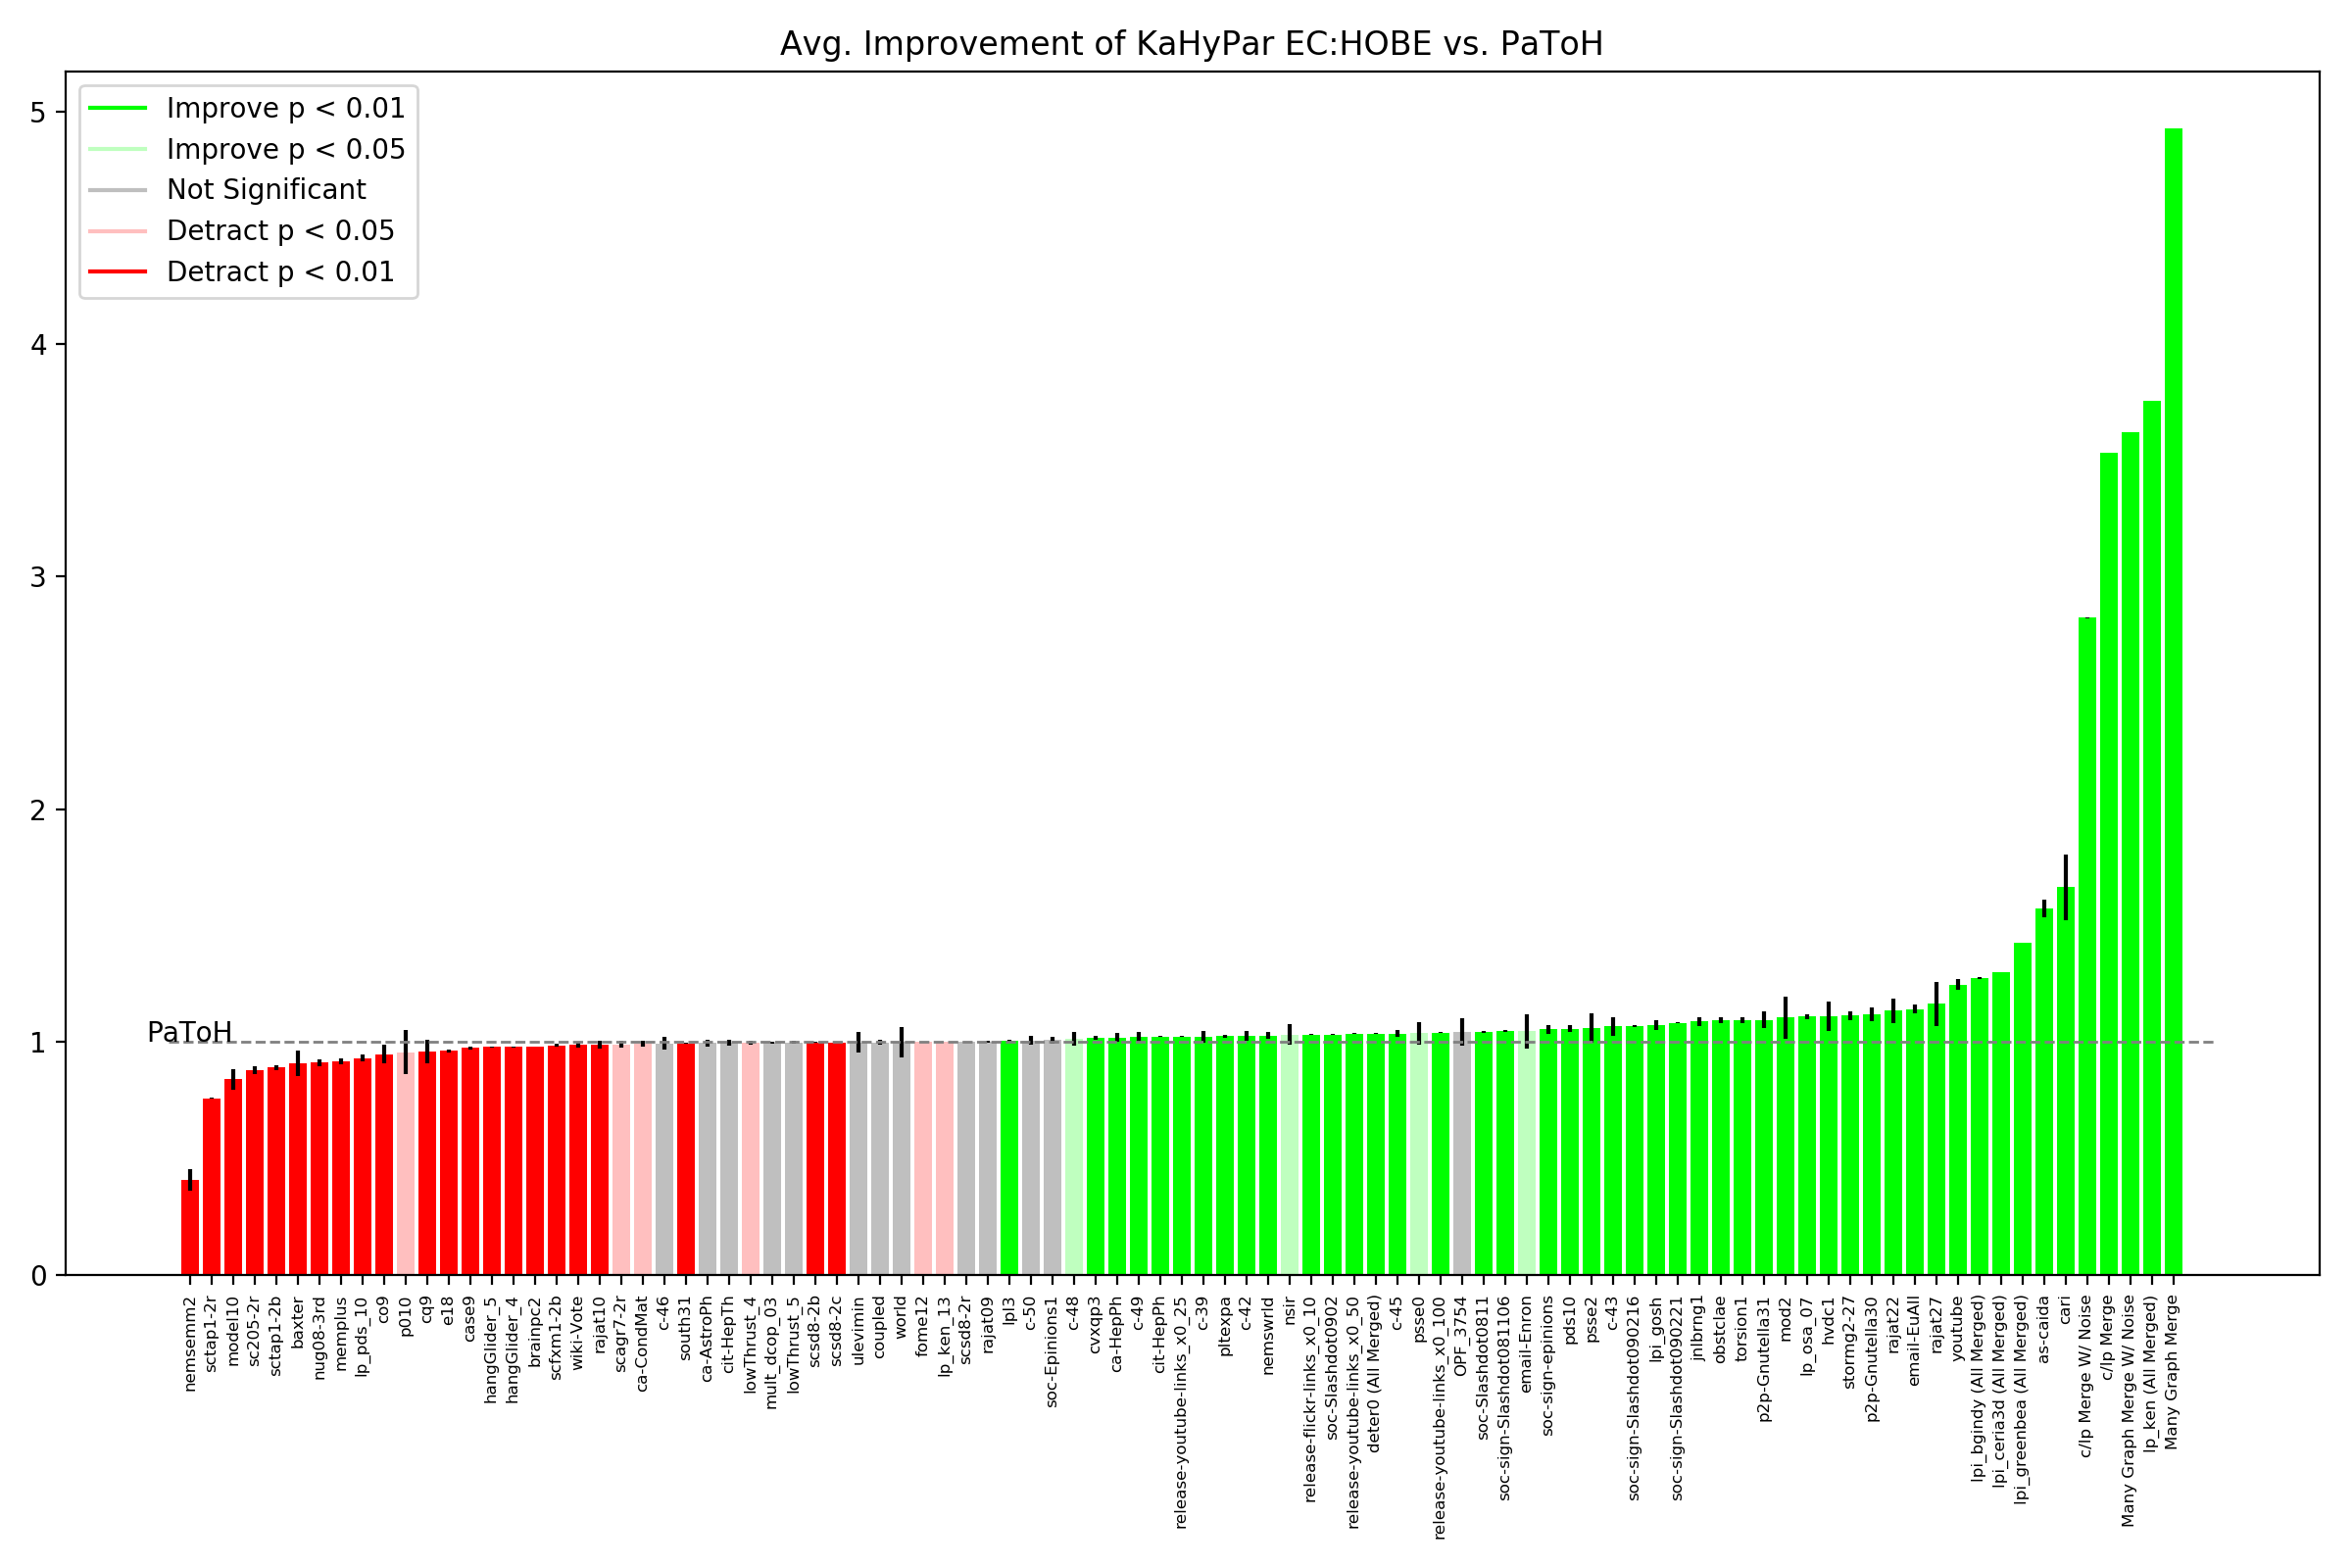 Avg. Improvement of KaHyPar EC:HOBE vs. PaToH
5
4
3
2
1
0
Improve p < 0.01
Improve p < 0.05
Not Significant
Detract p < 0.05
Detract p < 0.01
PaToH
nemsemm2
sctap1-2r
model10
sc205-2r
sctap1-2b
baxter
nug08-3rd
memplus
lp_pds_10
co9
p010
cq9
e18
case9
hangGlider_5
hangGlider_4
brainpc2
scfxm1-2b
wiki-Vote
rajat10
scagr7-2r
ca-CondMat
c-46
south31
ca-AstroPh
cit-HepTh
lowThrust_4
mult_dcop_03
lowThrust_5
scsd8-2b
scsd8-2c
ulevimin
coupled
world
fome12
lp_ken_13
scsd8-2r
rajat09
lpl3
c-50
soc-Epinions1
c-48
cvxqp3
ca-HepPh
c-49
cit-HepPh
release-youtube-links_x0_25
c-39
pltexpa
c-42
nemswrld
nsir
release-flickr-links_x0_10
soc-Slashdot0902
release-youtube-links_x0_50
deter0 (All Merged)
c-45
psse0
release-youtube-links_x0_100
OPF_3754
soc-Slashdot0811
soc-sign-Slashdot081106
email-Enron
soc-sign-epinions
pds10
psse2
c-43
soc-sign-Slashdot090216
lpi_gosh
soc-sign-Slashdot090221
jnlbrng1
obstclae
torsion1
p2p-Gnutella31
mod2
lp_osa_07
hvdc1
stormg2-27
p2p-Gnutella30
rajat22
email-EuAll
rajat27
youtube
lpi_bgindy (All Merged)
lpi_ceria3d (All Merged)
lpi_greenbea (All Merged)
as-caida
cari
c/lp Merge W/ Noise
c/lp Merge
Many Graph Merge W/ Noise
lp_ken (All Merged)
Many Graph Merge